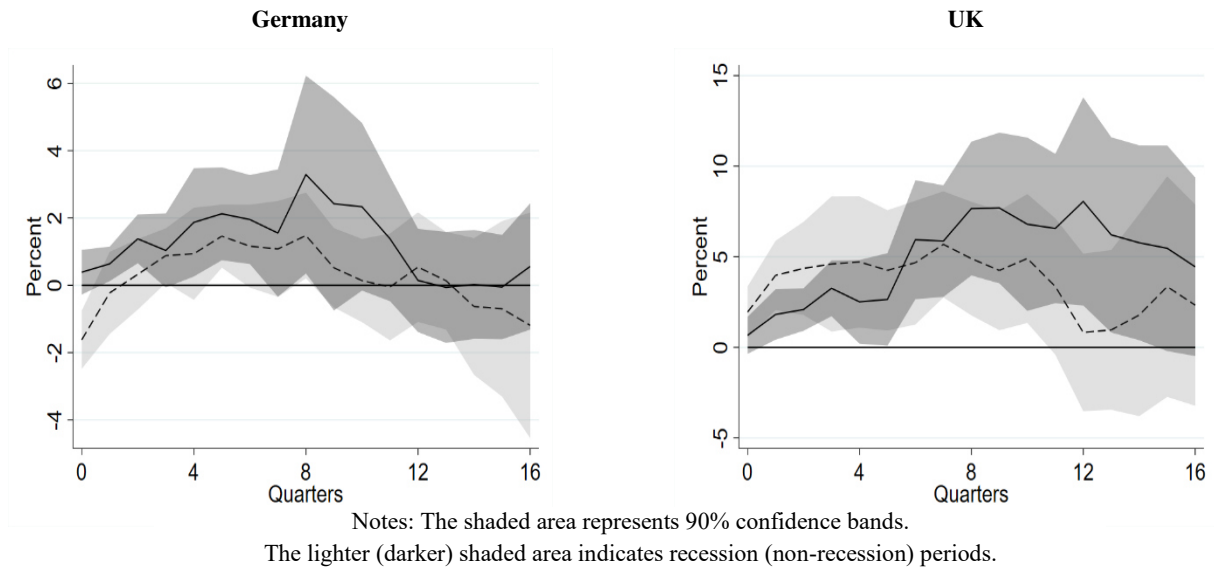 Germany
UK
Percent
6
4
2
0
-2
-4
0
4
8
12
16
Quarters
Percent
15
10
5
0
-5
0
4
8
12
16
Quarters
Notes: The shaded area represents 90% confidence bands.
The lighter (darker) shaded area indicates recession (non-recession) periods.